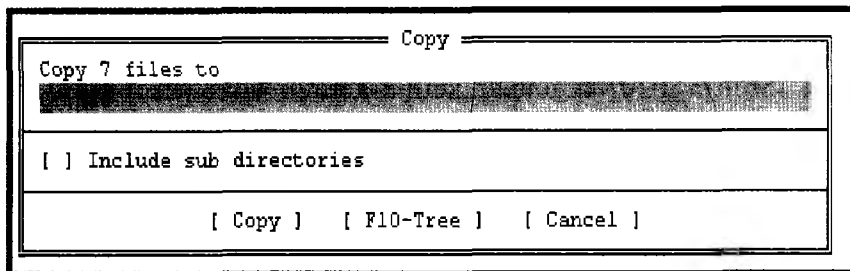 Copy
Copy 7 files to
[ ] Include sub directories
[ Copy ] [ F10-Tree ] [ Cancel ]